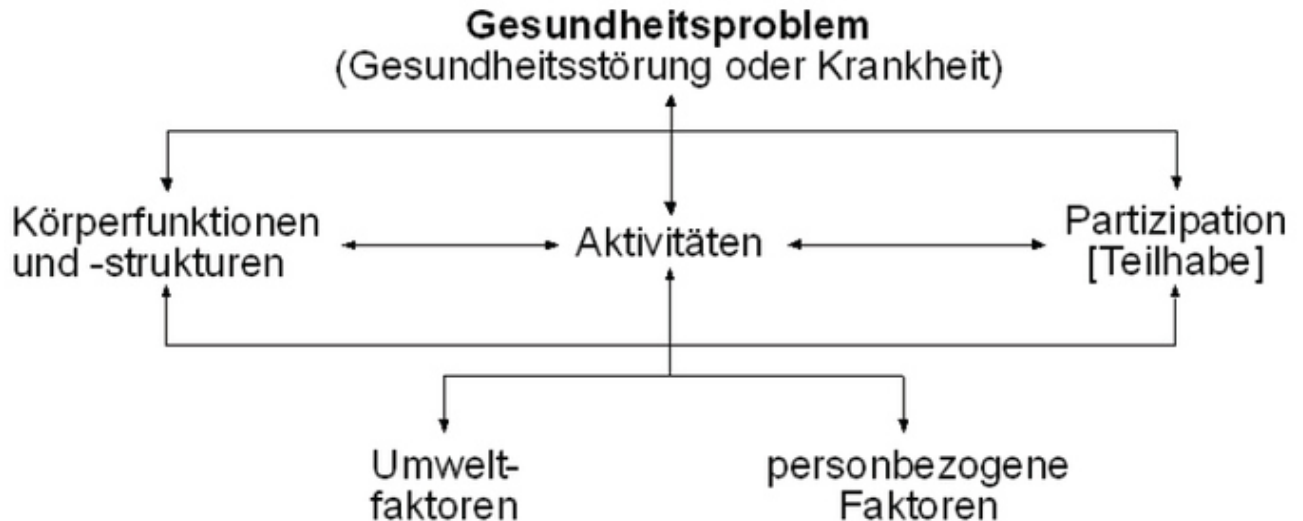 Gesundheitsproblem
(Gesundheitsstörung oder Krankheit)
Körperfunktionen
und -strukturen
Aktivitäten
Partizipation
[Teilhabe]
Umwelt-
faktoren
personbezogene
Faktoren